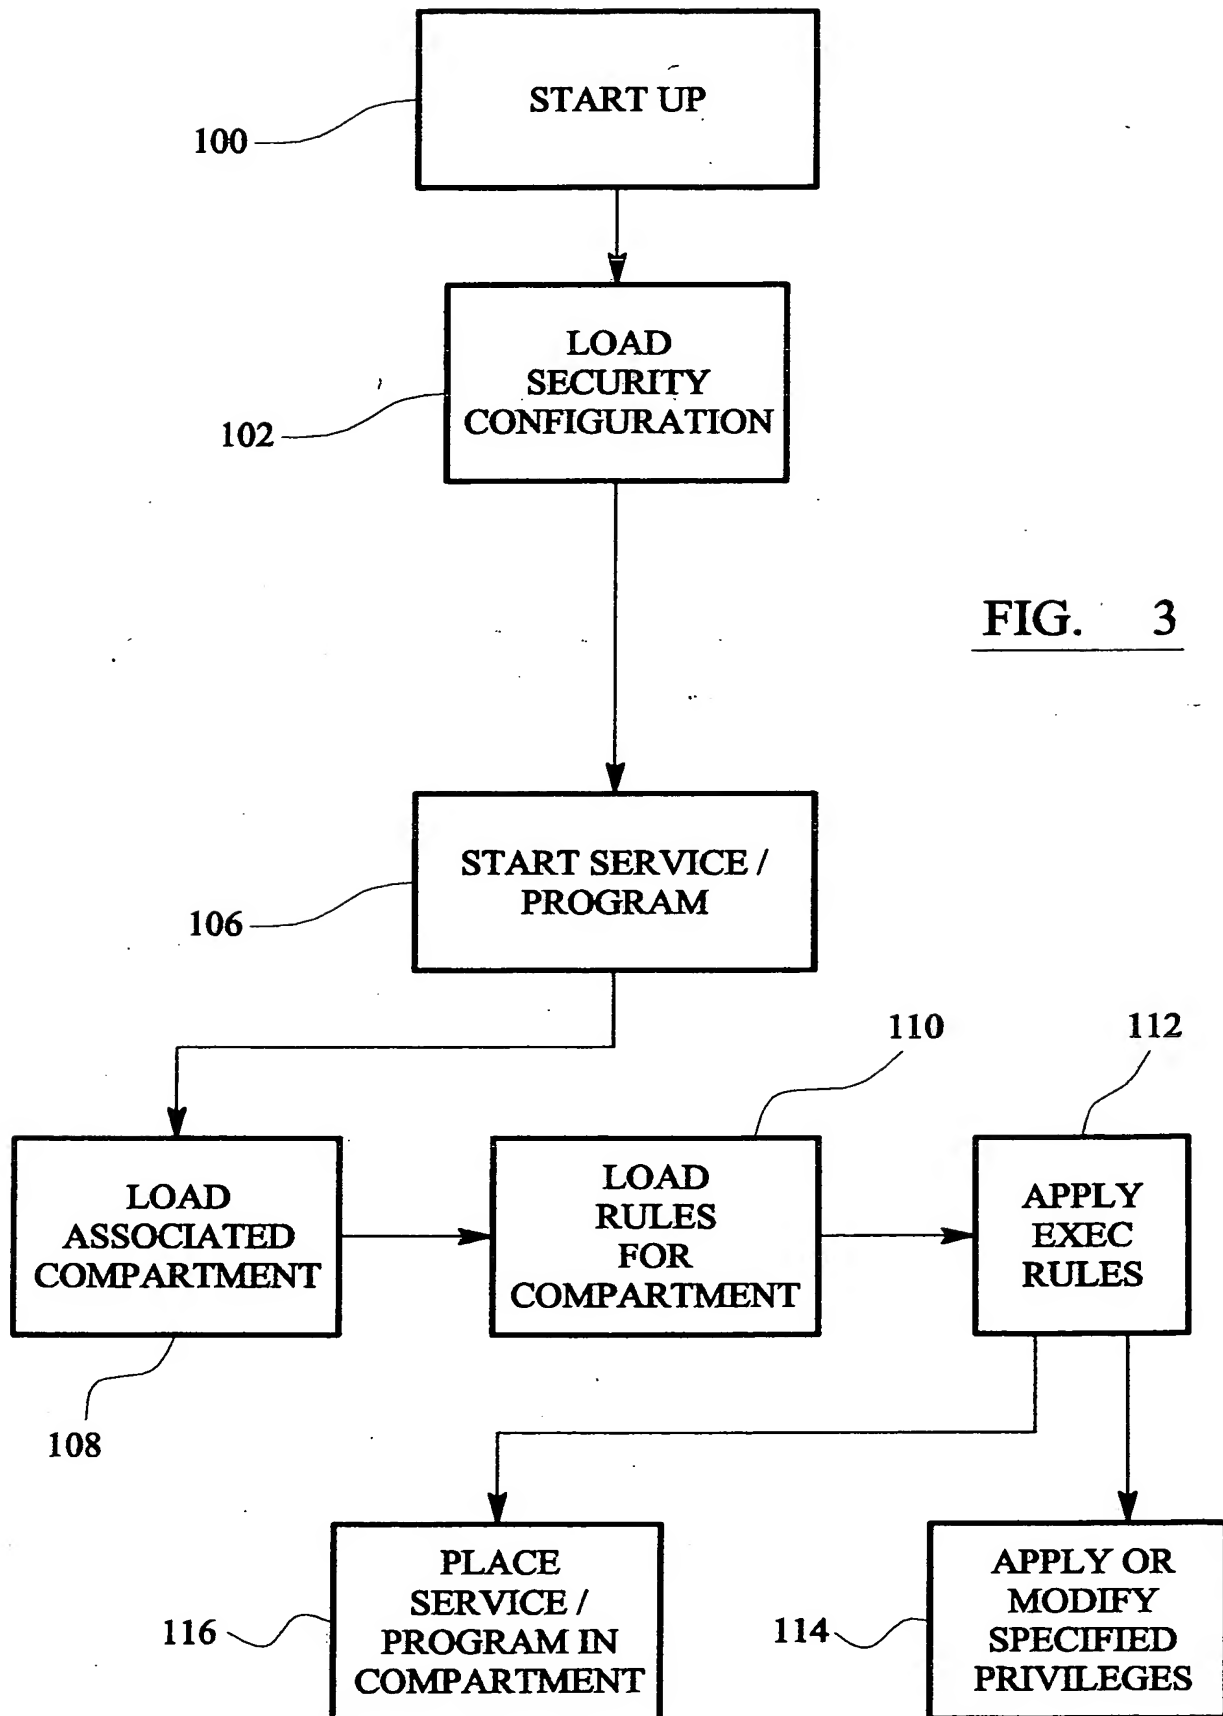 START UP
100
LOAD
SECURITY
CONFIGURATION
102
FIG. 3
START SERVICE /
PROGRAM
106
110
112
LOAD
ASSOCIATED
COMPARTMENT
LOAD
RULES
FOR
COMPARTMENT
APPLY
EXEC
RULES
108
PLACE
SERVICE /
PROGRAM IN
COMPARTMENT
116
APPLY OR
MODIFY
SPECIFIED
PRIVILEGES
114